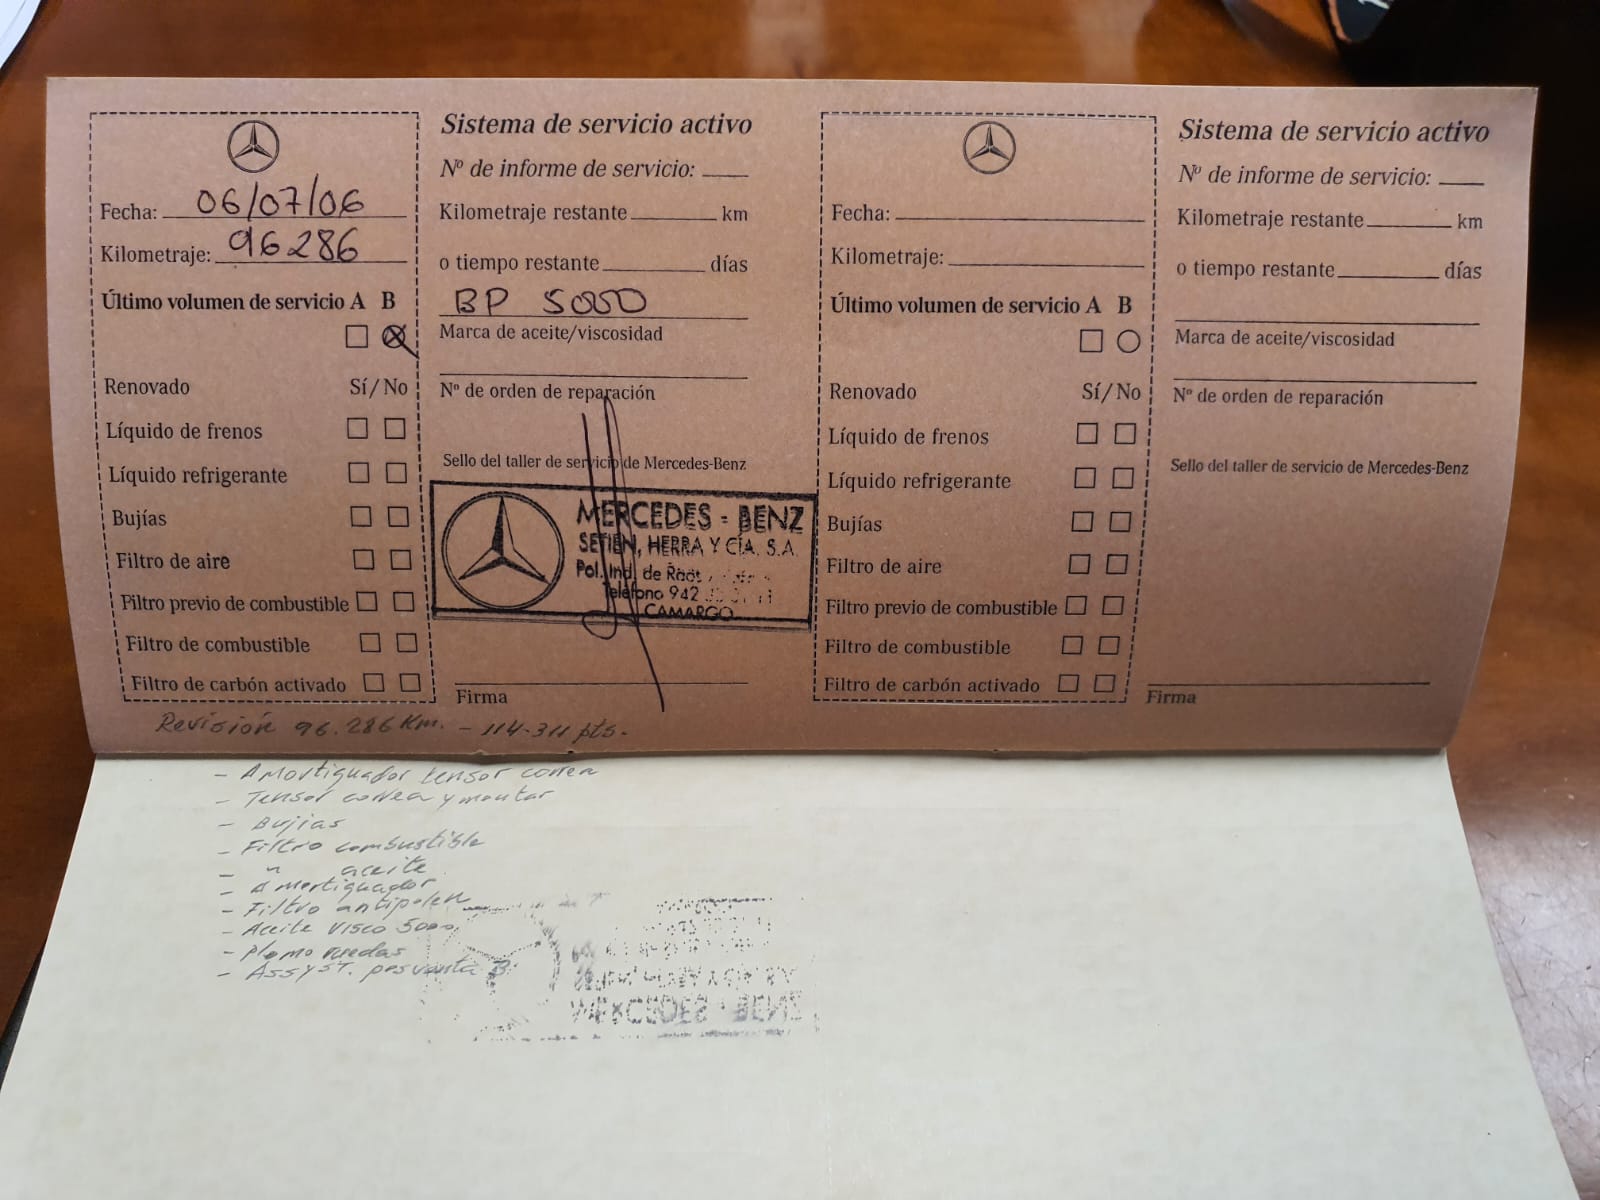 Sistema de servicio activo
Nº de informe de servicio:
Fecha: 06/07/06
Kilometraje restante km
Kilometraje: 96286
o tiempo restante días
Último volumen de servicio A B
BP 5000
Marca de aceite/viscosidad
Renovado Sí/No
Nº de orden de reparación
Líquido de frenos
Sello del taller de servicio de Mercedes-Benz
Líquido refrigerante
Bujías
Filtro de aire
Filtro previo de combustible
Filtro de combustible
Filtro de carbón activado
MERCEDES - BENZ
SETIEN, HERRA Y CÍA. S.A.
Pol. Ind. de
Teléfono 942
CAMARGO
Firma
Sistema de servicio activo
Nº de informe de servicio:
Fecha:
Kilometraje restante km
Kilometraje:
o tiempo restante días
Último volumen de servicio A B
Marca de aceite/viscosidad
Renovado Sí/No
Nº de orden de reparación
Líquido de frenos
Sello del taller de servicio de Mercedes-Benz
Líquido refrigerante
Bujías
Filtro de aire
Filtro previo de combustible
Filtro de combustible
Filtro de carbón activado
Firma
Revisión 96.286 Km. - 114.311 pts.
- Amortiguador tensor correa
- Tensor correa y montar
- Bujias
- Filtro combustible
- " aceite
- Amortiguador
- Filtro antipolen
- Aceite Visco 5000
- Plomo ruedas
- ASSYST. posventa B
MERCEDES - BENZ